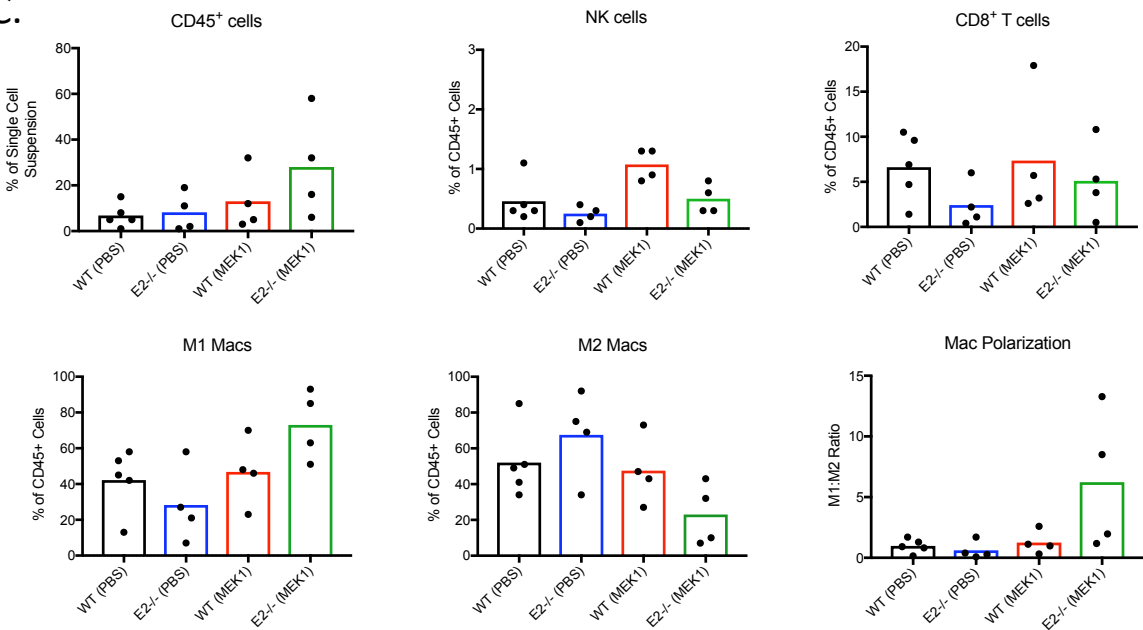 C.
CD45+ cells
% of Single Cell
Suspension
80
60
40
20
0
WT (PBS)
E2-/- (PBS)
WT (MEK1)
E2-/- (MEK1)
NK cells
% of CD45+ Cells
3
2
1
0
WT (PBS)
E2-/- (PBS)
WT (MEK1)
E2-/- (MEK1)
CD8+ T cells
% of CD45+ Cells
20
15
10
5
0
WT (PBS)
E2-/- (PBS)
WT (MEK1)
E2-/- (MEK1)
M1 Macs
% of CD45+ Cells
100
80
60
40
20
0
WT (PBS)
E2-/- (PBS)
WT (MEK1)
E2-/- (MEK1)
M2 Macs
% of CD45+ Cells
100
80
60
40
20
0
WT (PBS)
E2-/- (PBS)
WT (MEK1)
E2-/- (MEK1)
Mac Polarization
M1:M2 Ratio
15
10
5
0
WT (PBS)
E2-/- (PBS)
WT (MEK1)
E2-/- (MEK1)